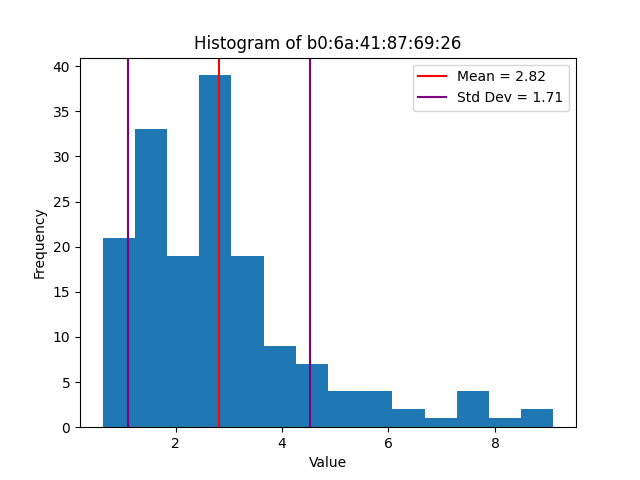 Histogram of b0:6a:41:87:69:26
Mean = 2.82
Std Dev = 1.71
Frequency
40
35
30
25
20
15
10
5
0
2 4 6 8
Value